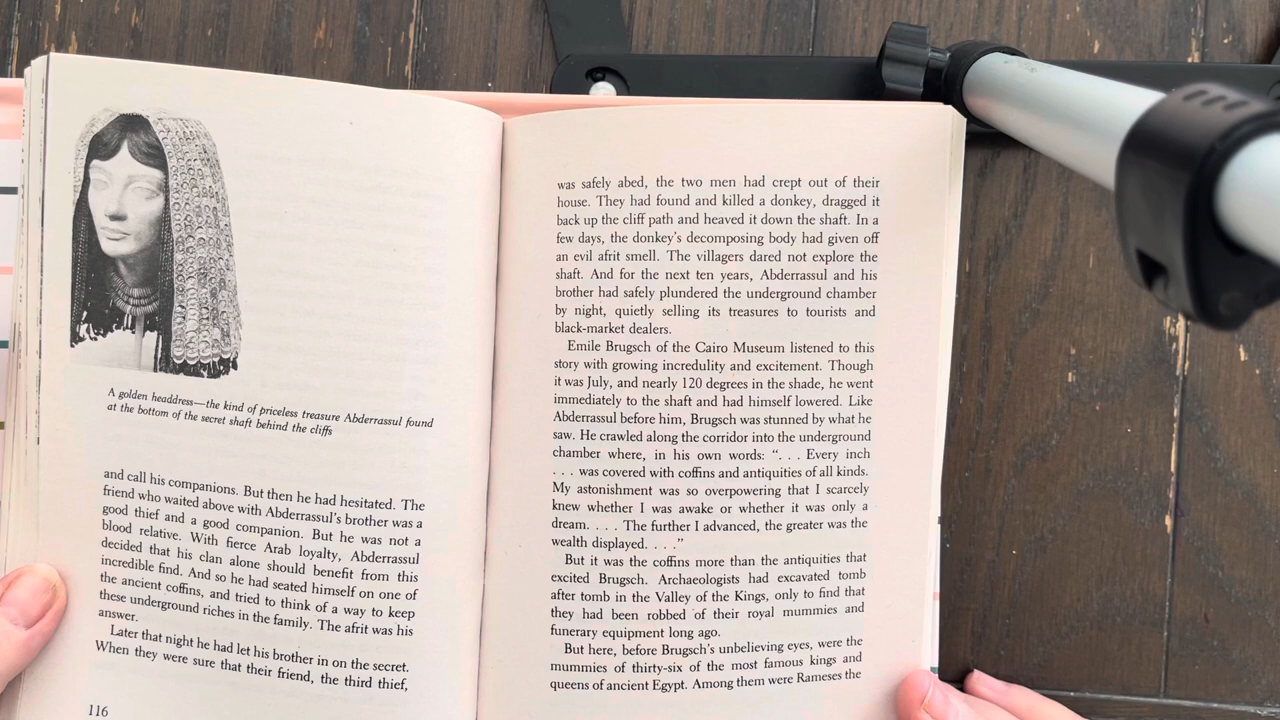 A golden headdress—the kind of priceless treasure Abderrassul found
at the bottom of the secret shaft behind the cliffs
and call his companions. But then he had hesitated. The
friend who waited above with Abderrassul's brother was a
good thief and a good companion. But he was not a
blood relative. With fierce Arab loyalty, Abderrassul
decided that his clan alone should benefit from this
incredible find. And so he had seated himself on one of
the ancient coffins, and tried to think of a way to keep
these underground riches in the family. The afrit was his
answer.
Later that night he had let his brother in on the secret.
When they were sure that their friend, the third thief,
116
was safely abed, the two men had crept out of their
house. They had found and killed a donkey, dragged it
back up the cliff path and heaved it down the shaft. In a
few days, the donkey's decomposing body had given off
an evil afrit smell. The villagers dared not explore the
shaft. And for the next ten years, Abderrassul and his
brother had safely plundered the underground chamber
by night, quietly selling its treasures to tourists and
black-market dealers.
Emile Brugsch of the Cairo Museum listened to this
story with growing incredulity and excitement. Though
it was July, and nearly 120 degrees in the shade, he went
immediately to the shaft and had himself lowered. Like
Abderrassul before him, Brugsch was stunned by what he
saw. He crawled along the corridor into the underground
chamber where, in his own words: “. . . Every inch
. . . was covered with coffins and antiquities of all kinds.
My astonishment was so overpowering that I scarcely
knew whether I was awake or whether it was only a
dream. . . . The further I advanced, the greater was the
wealth displayed. . . .”
But it was the coffins more than the antiquities that
excited Brugsch. Archaeologists had excavated tomb
after tomb in the Valley of the Kings, only to find that
they had been robbed of their royal mummies and
funerary equipment long ago.
But here, before Brugsch's unbelieving eyes, were the
mummies of thirty-six of the most famous kings and
queens of ancient Egypt. Among them were Rameses the